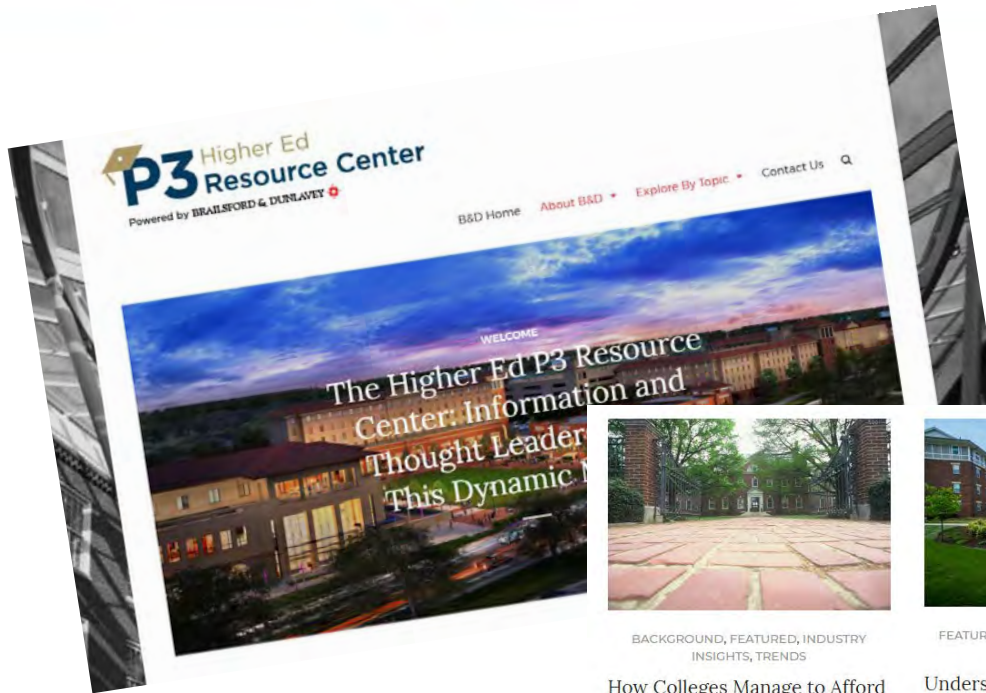 P3 Higher Ed
Resource Center
Powered by BRAILSFORD & DUNLAVEY
B&D Home About B&D Explore By Topic Contact Us
WELCOME
The Higher Ed P3 Resource
Center: Information and
Thought Leader
This Dynamic
BACKGROUND, FEATURED, INDUSTRY
INSIGHTS, TRENDS
How Colleges Manage to Afford
FEATUR
Unders